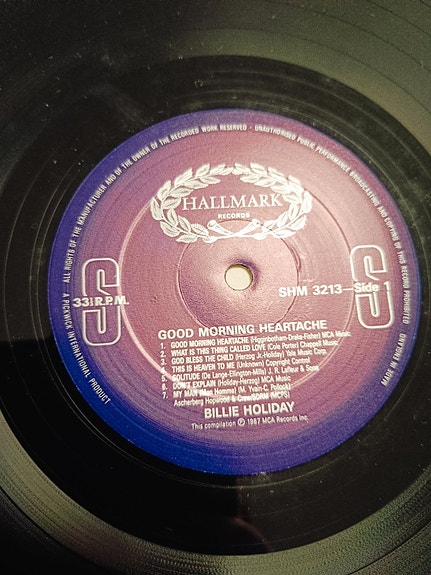 ALL RIGHTS OF THE MANUFACTURER AND OF THE OWNER OF THE RECORDED WORK RESERVED - UNAUTHORISED PUBLIC PERFORMANCE BROADCASTING AND COPYING OF THIS RECORD PROHIBITED
HALLMARK
RECORDS
S
33⅓ R.P.M.
SHM 3213—Side 1
S
GOOD MORNING HEARTACHE
1. GOOD MORNING HEARTACHE (Higginbotham-Drake-Fisher) MCA Music
2. WHAT IS THIS THING CALLED LOVE (Cole Porter) Chappell Music
3. GOD BLESS THE CHILD (Herzog Jr.-Holiday) Yale Music Corp.
4. THIS IS HEAVEN TO ME (Unknown) Copyright Control
5. SOLITUDE (De Lange-Ellington-Mills) J. R. Lafleur & Sons
6. DON'T EXPLAIN (Holiday-Herzog) MCA Music
7. MY MAN (Mon Homme) (M. Yvain-C. Pollack)
Ascherberg Hopwood & Crew/SDRM (MCPS)
BILLIE HOLIDAY
This compilation ℗ 1987 MCA Records Inc.
A PICKWICK INTERNATIONAL PRODUCT
MADE IN ENGLAND